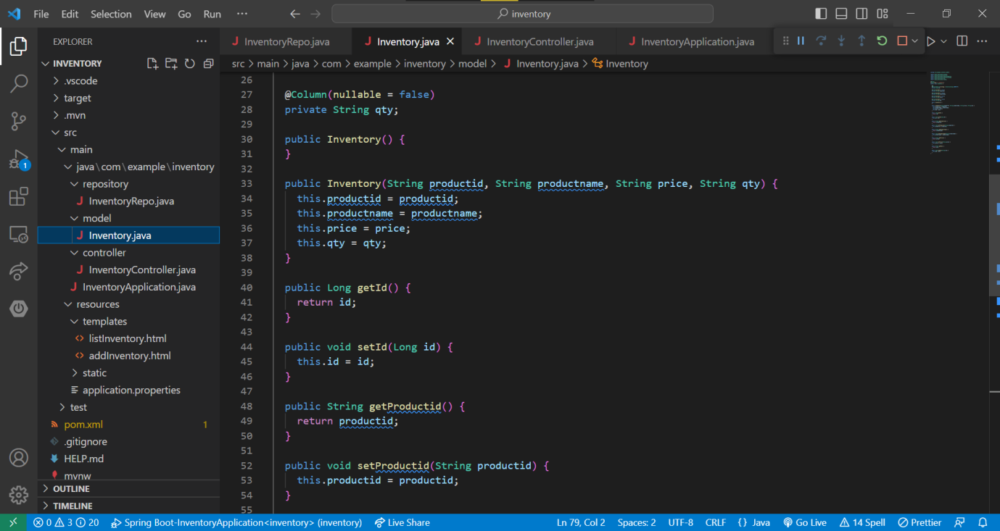 File Edit Selection View Go Run ··· inventory
EXPLORER ···
INVENTORY
.vscode
target
.mvn
src
main
java\com\example\inventory
repository
InventoryRepo.java
model
Inventory.java
controller
InventoryController.java
InventoryApplication.java
resources
templates
listInventory.html
addInventory.html
static
application.properties
test
pom.xml 1
.gitignore
HELP.md
mvnw
OUTLINE
TIMELINE
1
InventoryRepo.java Inventory.java InventoryController.java InventoryApplication.java
src > main > java > com > example > inventory > model > Inventory.java > Inventory
26
27 @Column(nullable = false)
28 private String qty;
29
30 public Inventory() {
31 }
32
33 public Inventory(String productid, String productname, String price, String qty) {
34 this.productid = productid;
35 this.productname = productname;
36 this.price = price;
37 this.qty = qty;
38 }
39
40 public Long getId() {
41 return id;
42 }
43
44 public void setId(Long id) {
45 this.id = id;
46 }
47
48 public String getProductid() {
49 return productid;
50 }
51
52 public void setProductid(String productid) {
53 this.productid = productid;
54 }
55
0 3 20 Spring Boot-InventoryApplication<inventory> (inventory) Live Share Ln 79, Col 2 Spaces: 2 UTF-8 CRLF {} Java Go Live 14 Spell Prettier